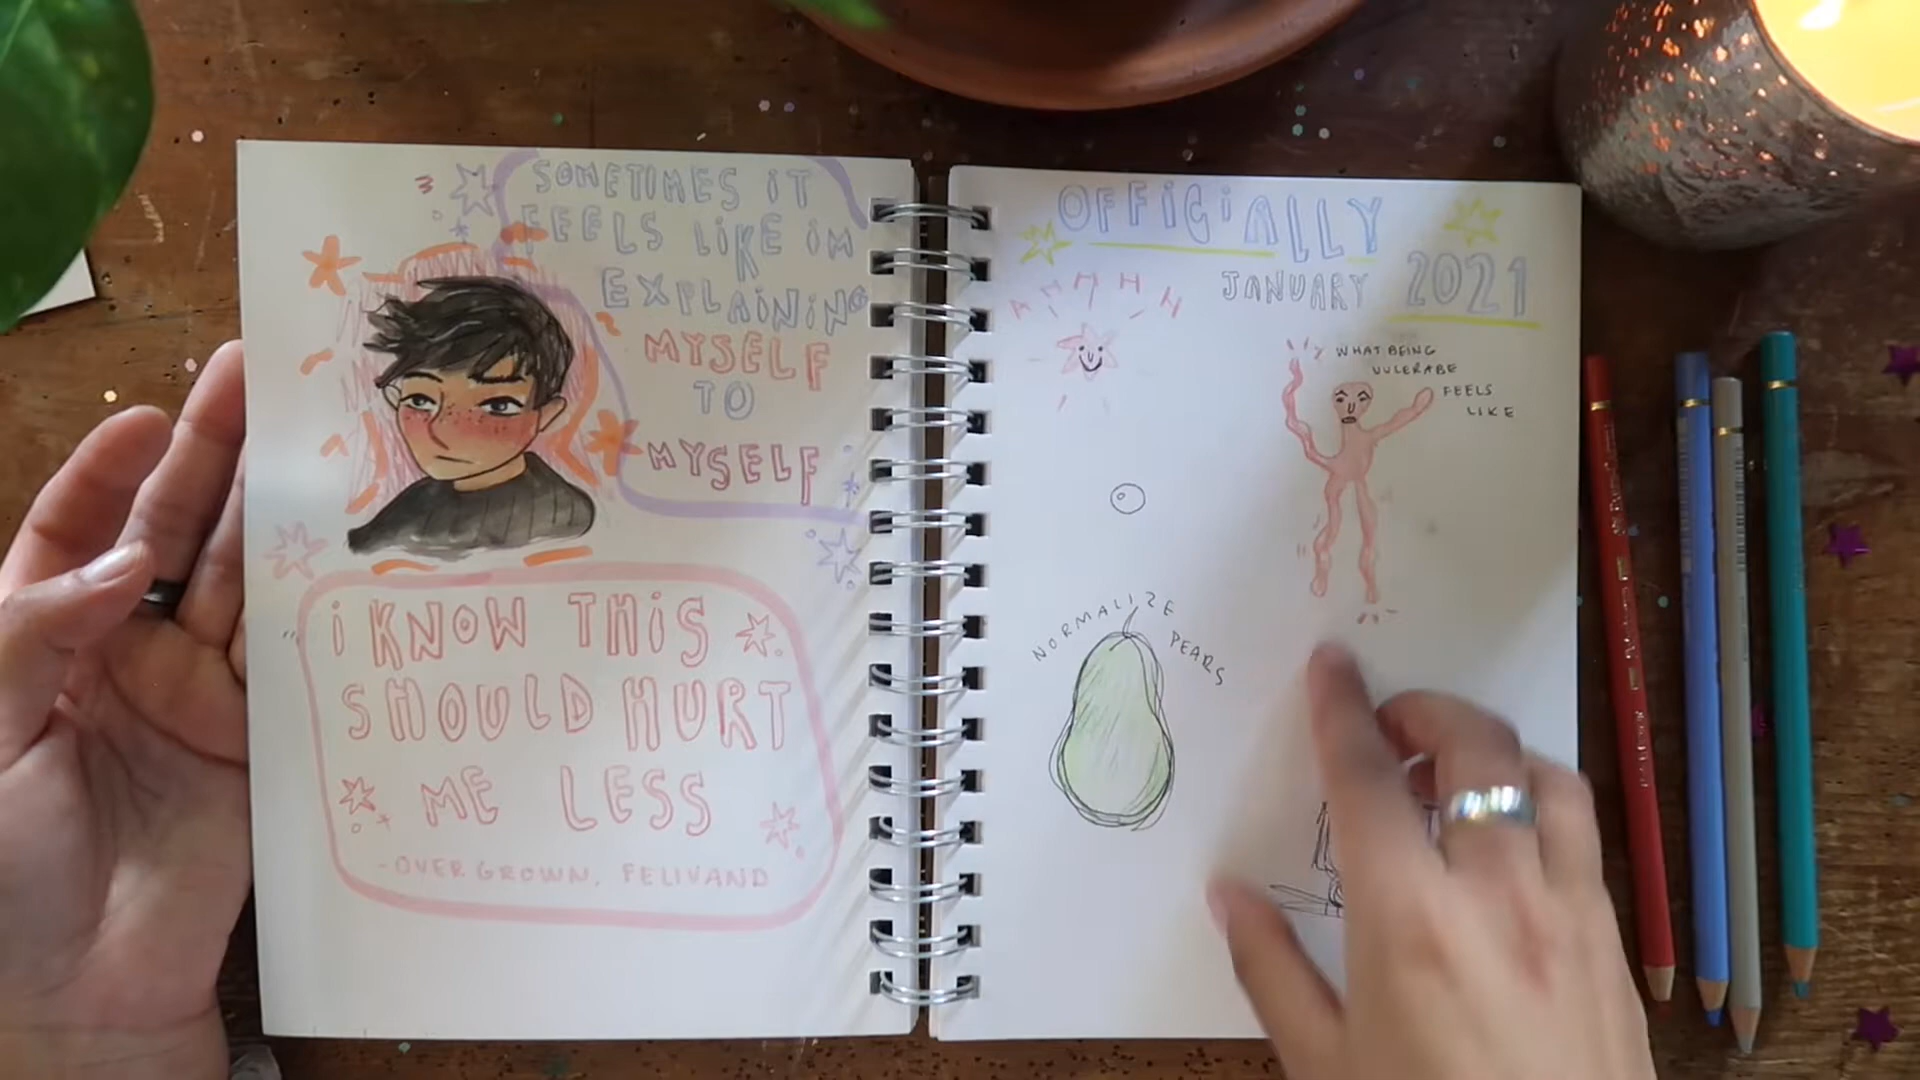 SOMETIMES IT
FEELS LIKE IM
EXPLAINING
MYSELF
TO
MYSELF
I KNOW THIS
SHOULD HURT
ME LESS
-OVERGROWN, FELIVAND
OFFICIALLY
JANUARY 2021
AHHHHH
WHAT BEING
VULERABE
FEELS
LIKE
NORMALIZE
PEARS